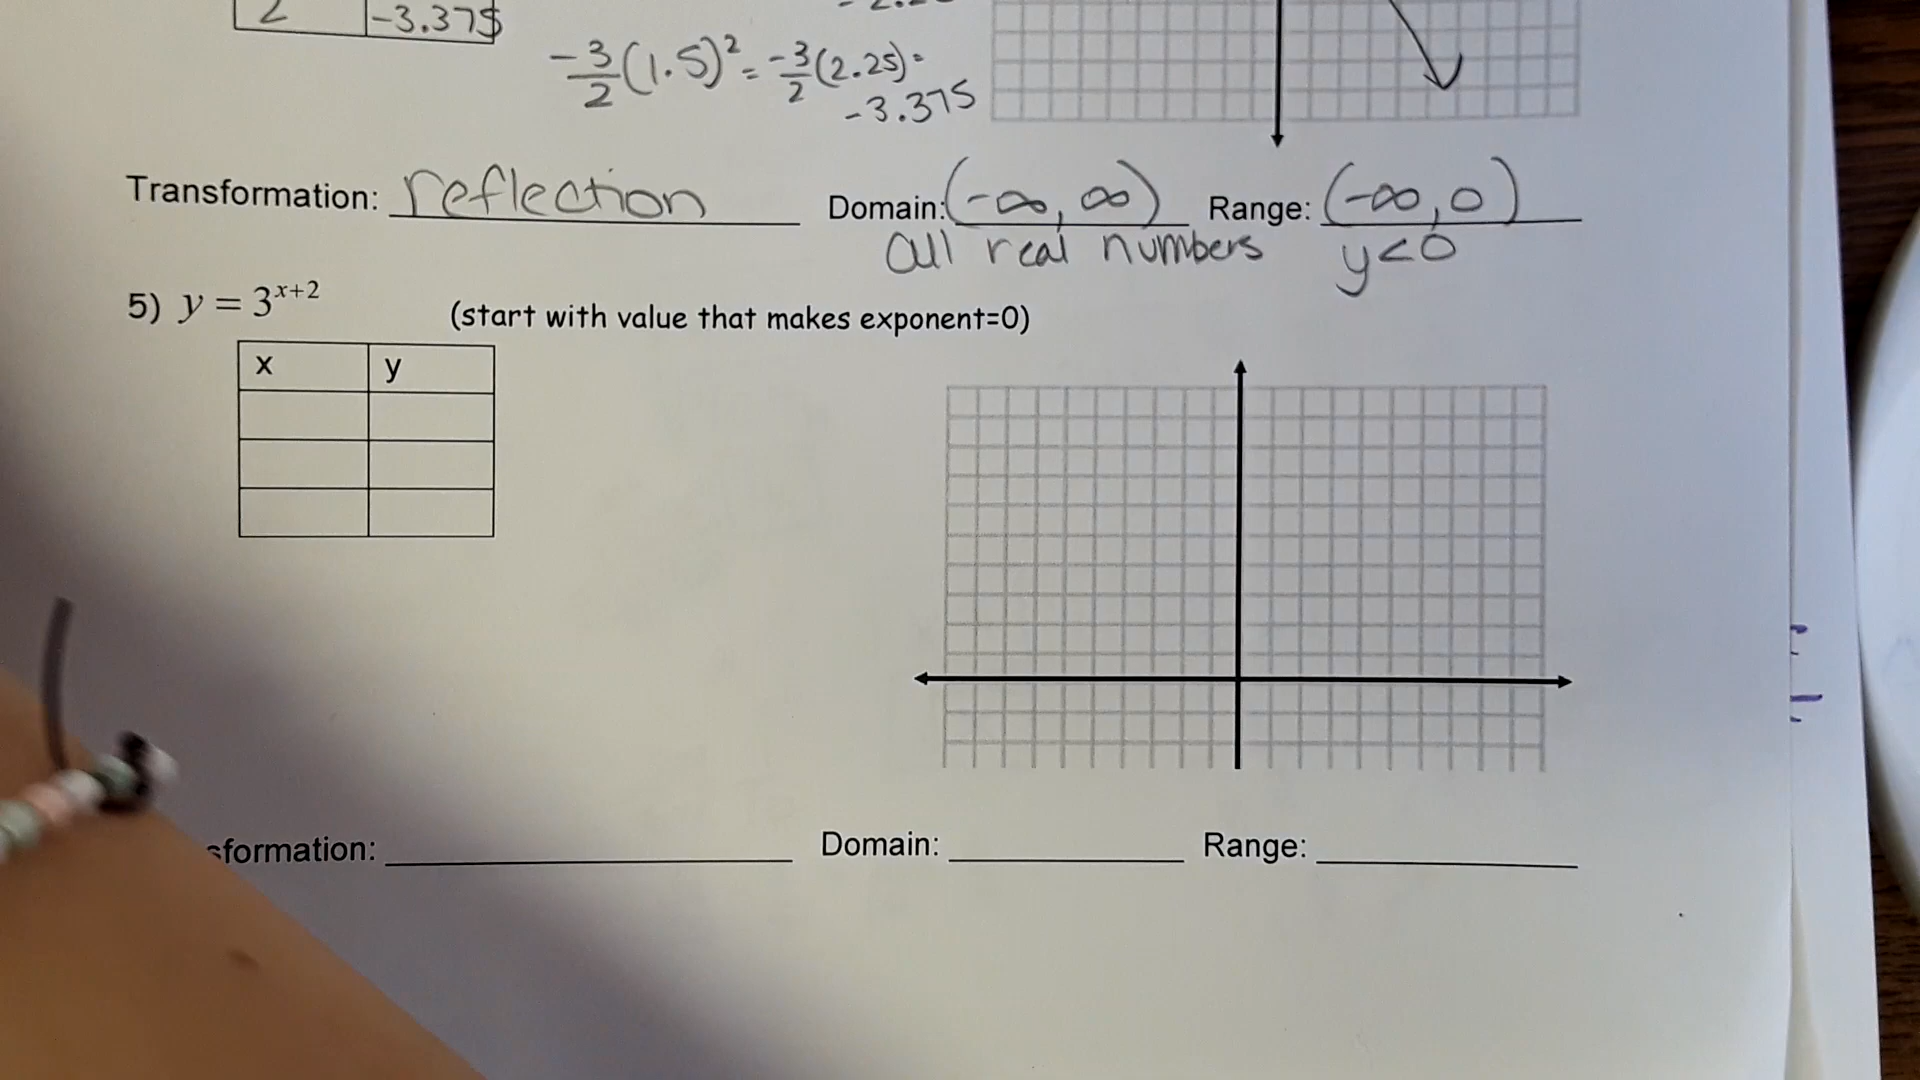 2 -3.375
-3/2(1.5)² = -3/2(2.25) =
-3.375
Transformation: reflection Domain: (-∞, ∞) Range: (-∞, 0)
all real numbers y<0
5) y = 3^{x+2} (start with value that makes exponent=0)
x y
sformation: Domain: Range: